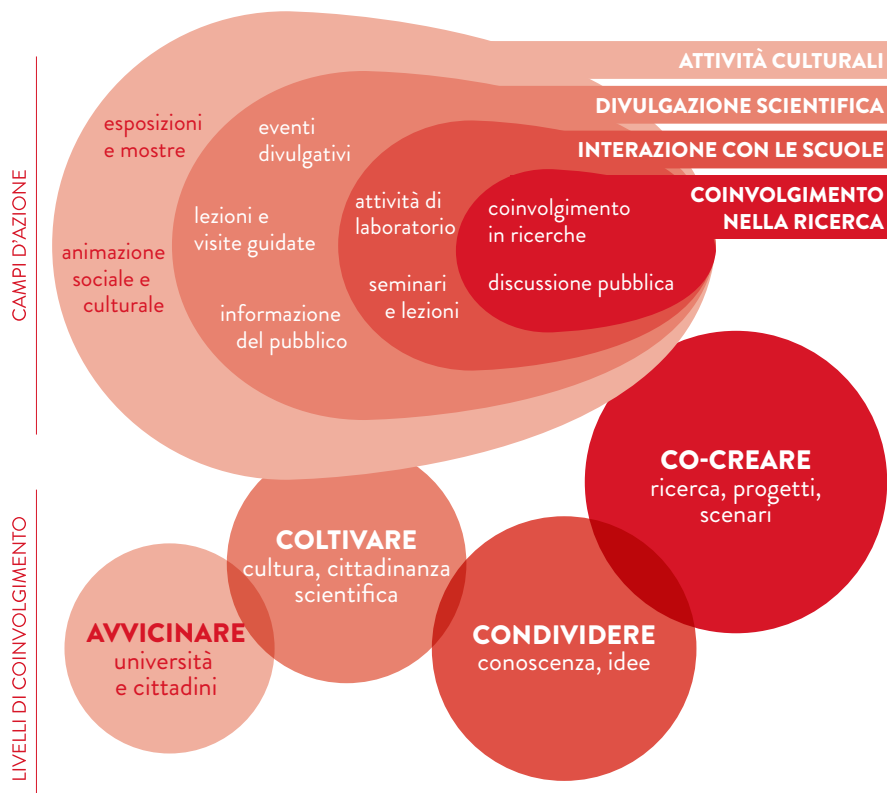 CAMPI D'AZIONE
ATTIVITÀ CULTURALI
DIVULGAZIONE SCIENTIFICA
INTERAZIONE CON LE SCUOLE
COINVOLGIMENTO
NELLA RICERCA
esposizioni
e mostre
animazione
sociale e
culturale
eventi
divulgativi
lezioni e
visite guidate
informazione
del pubblico
attività di
laboratorio
seminari
e lezioni
coinvolgimento
in ricerche
discussione pubblica
LIVELLI DI COINVOLGIMENTO
AVVICINARE
università
e cittadini
COLTIVARE
cultura, cittadinanza
scientifica
CONDIVIDERE
conoscenza, idee
CO-CREARE
ricerca, progetti,
scenari